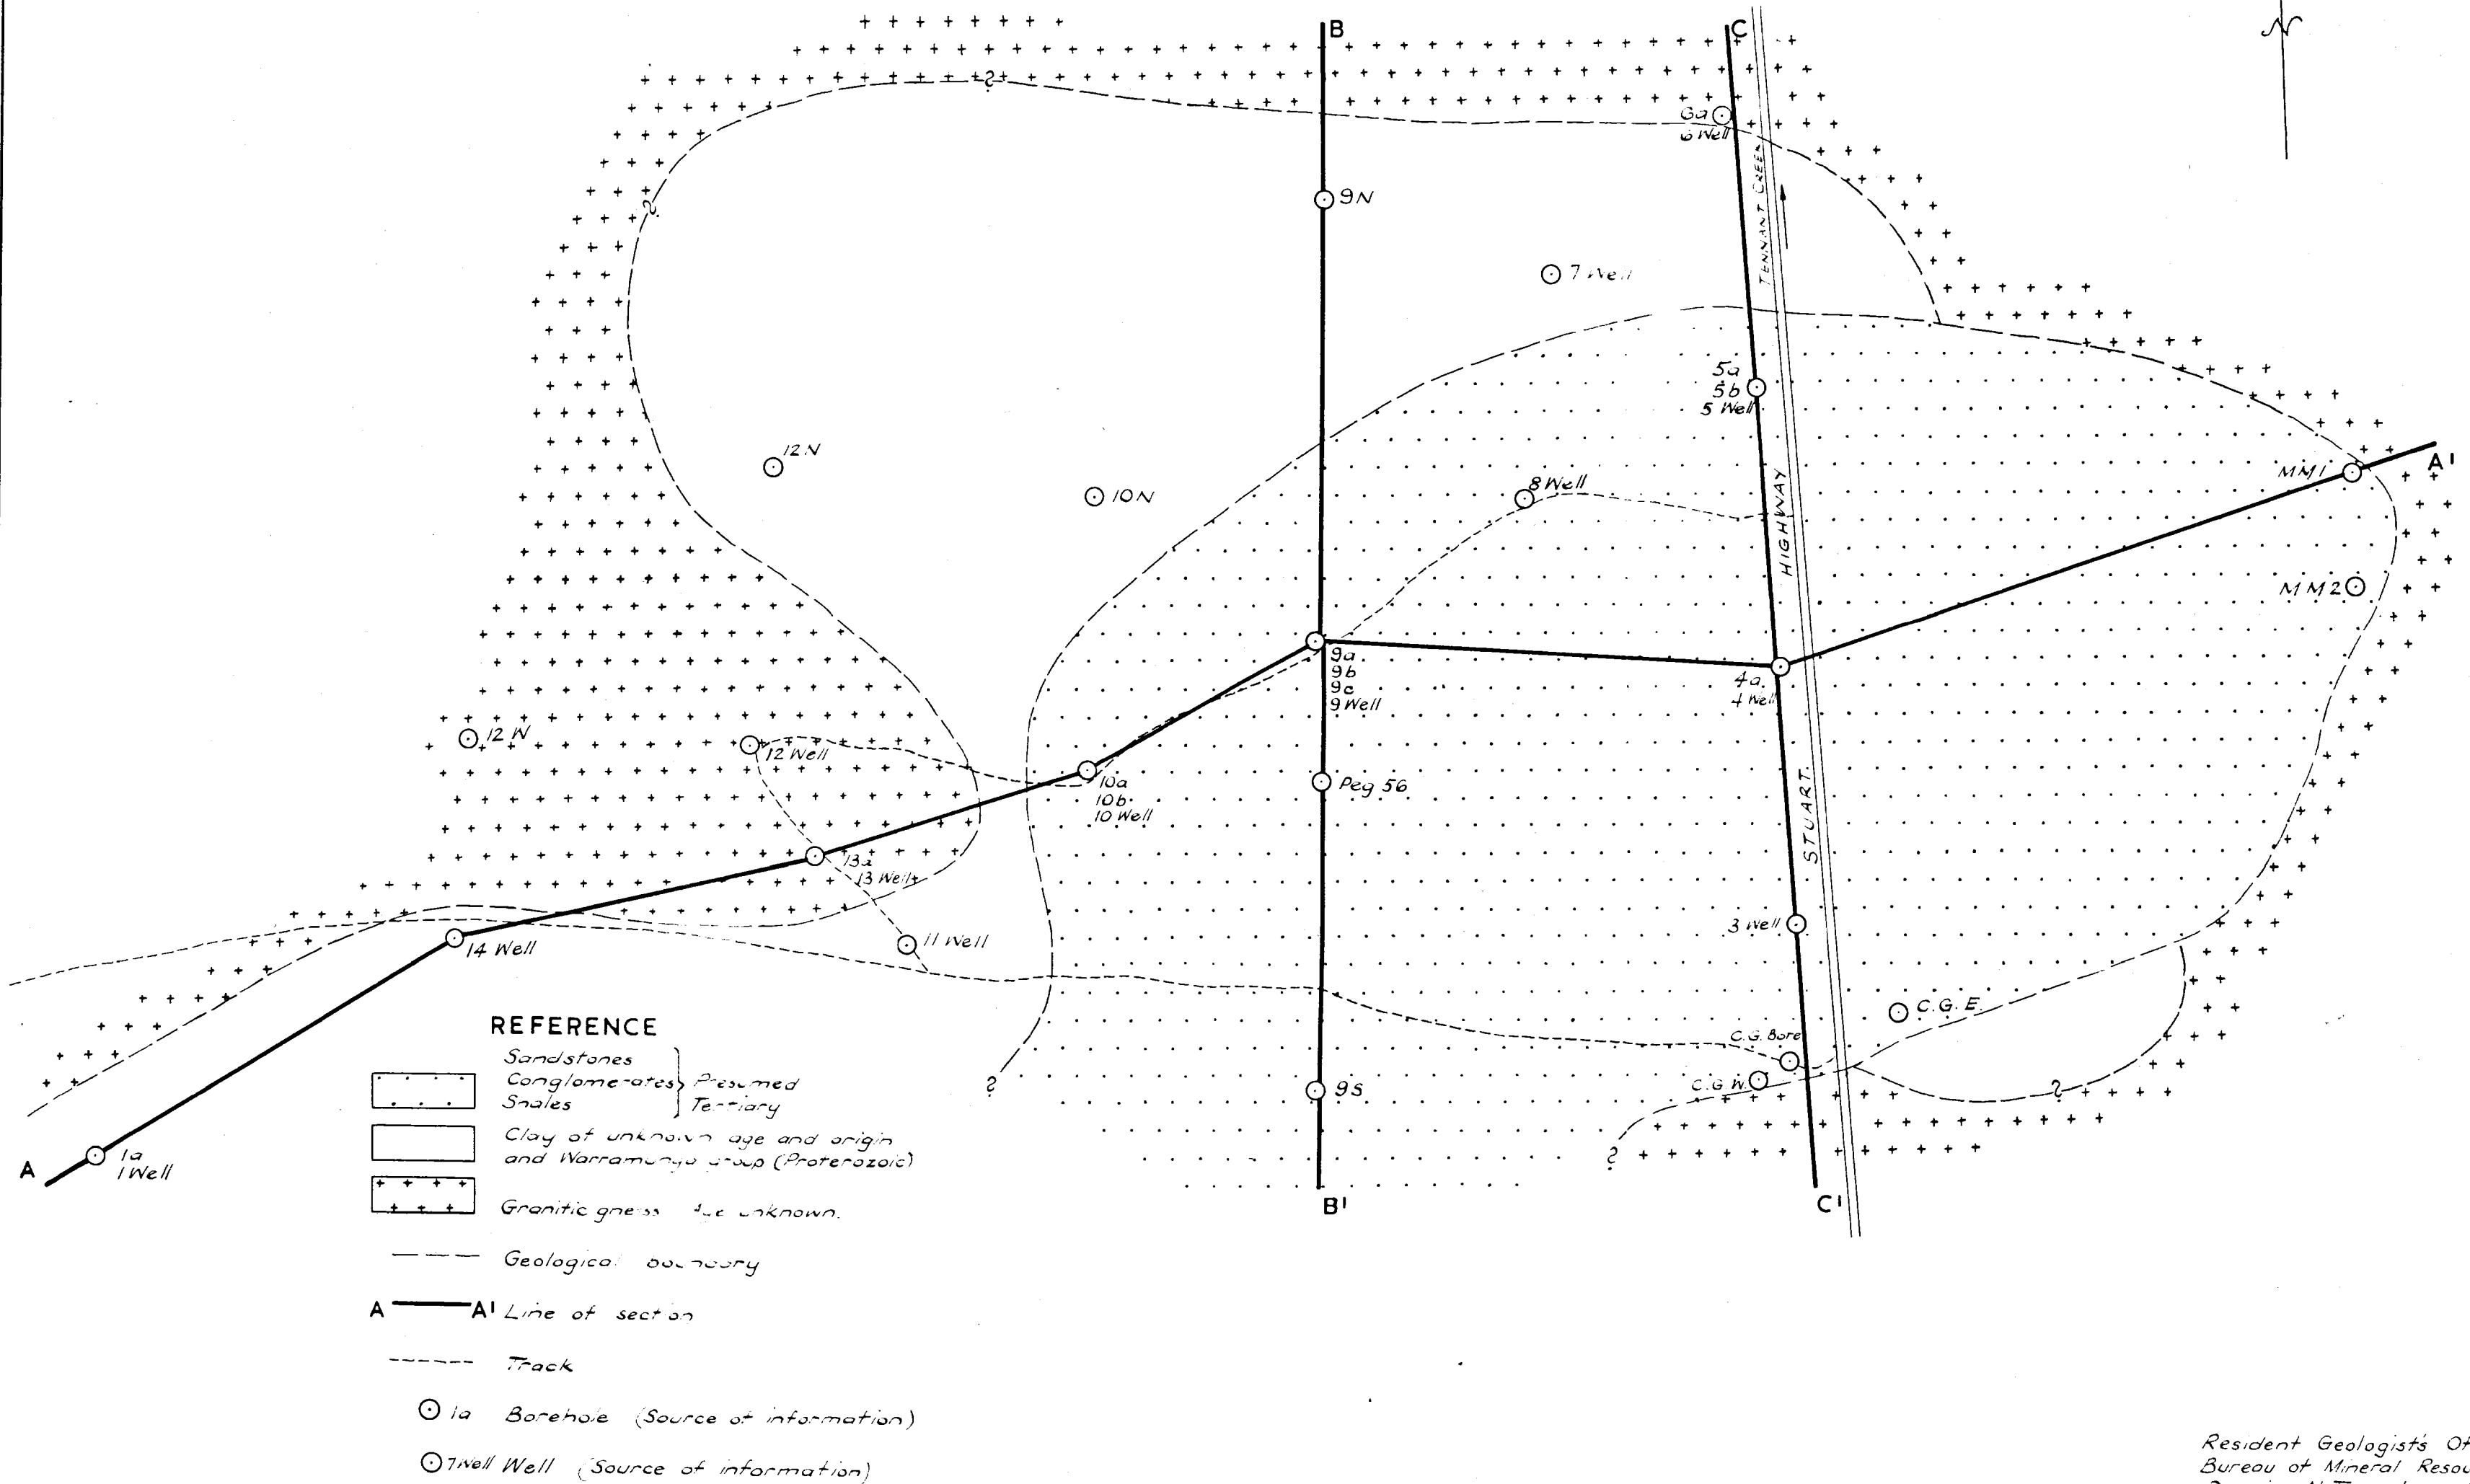 B
C
N
6a
6 Well
TENNANT CREEK
9N
7 Well
5a
5b
5 Well
12N
10N
8 Well
MM1
A'
HIGHWAY
MM2
9a
9b
9c
9 Well
4a
4 Well
12W
12 Well
10a
10b
10 Well
Peg 56
STUART
13a
13 Well
3 Well
11 Well
14 Well
C.G.E.
C.G. Bore
C.G.W.
9S
?
?
?
?
?
A
1a
1 Well
B'
C'
REFERENCE
Sandstones
Conglomerates
Shales
Presumed
Tertiary
Clay of unknown age and origin
and Warramunga group (Proterozoic)
Granitic gneiss age unknown.
Geological boundary
A A' Line of section
Track
1a Borehole (Source of information)
7 Well Well (Source of information)
Resident Geologist's
Bureau of Mineral